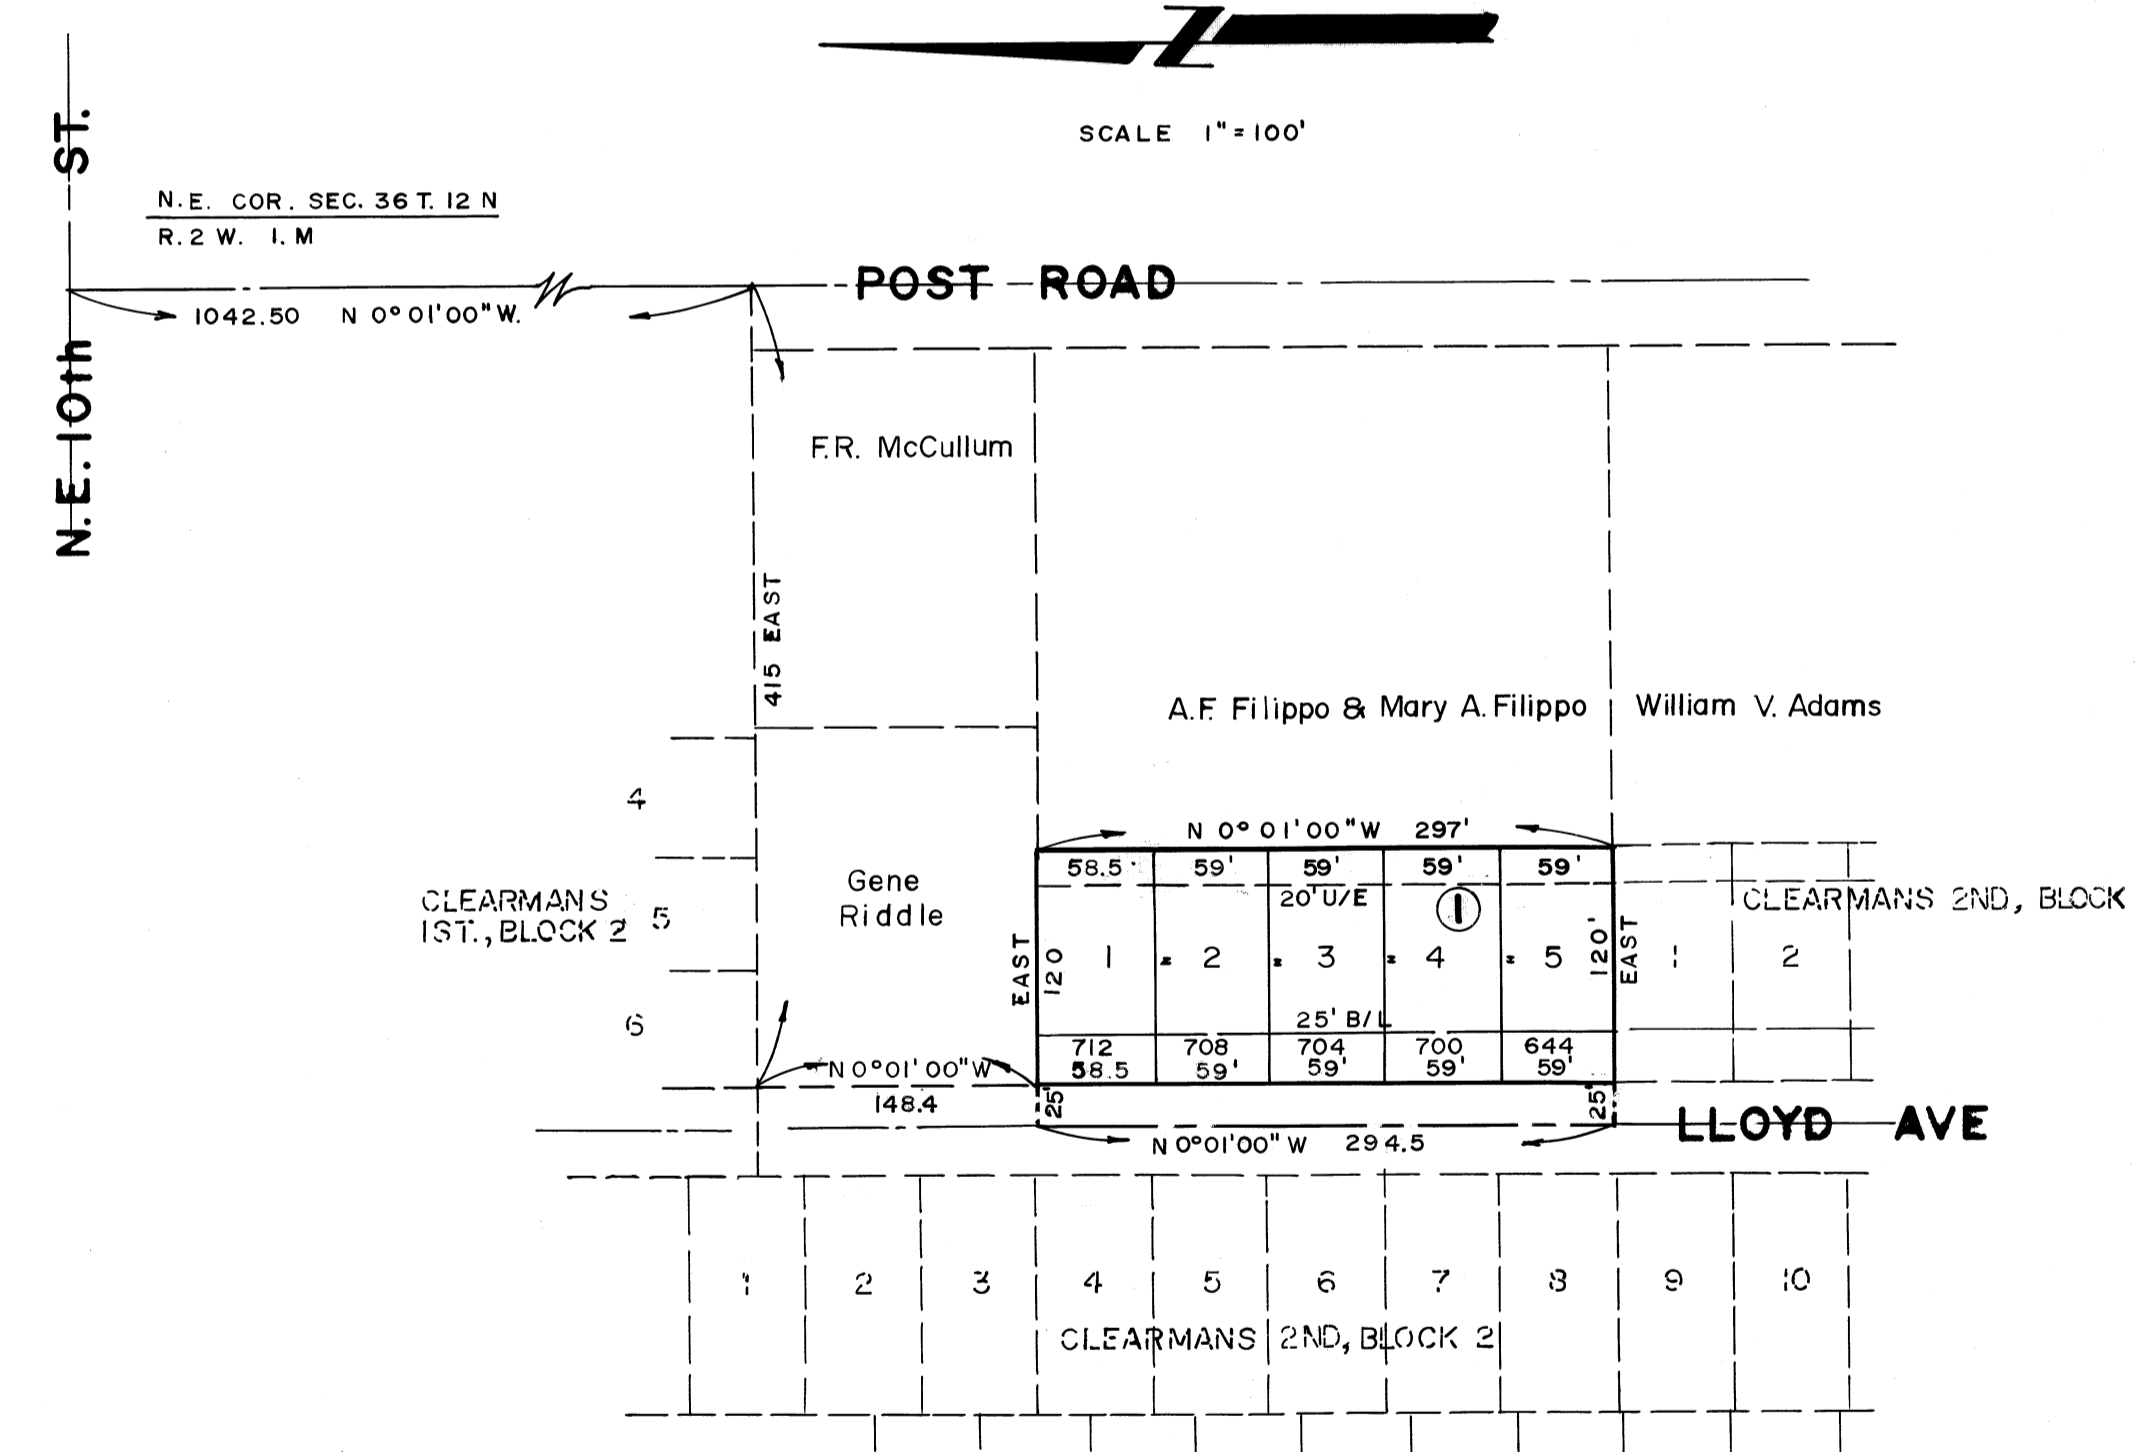 Z
SCALE 1" = 100'
N.E. 10th ST.
N.E. COR. SEC. 36 T. 12 N
R. 2 W. I. M
POST ROAD
1042.50 N 0° 01' 00" W.
F.R. McCullum
415 EAST
A.F. Filippo & Mary A. Filippo
William V. Adams
4
5
6
CLEARMANS
1ST., BLOCK 2
Gene
Riddle
N 0° 01' 00" W 297'
58.5' 59' 59' 59' 59'
20' U/E
1
EAST
120
1 " 2 " 3 " 4 " 5
120'
EAST
1 2
CLEARMANS 2ND, BLOCK
25' B/L
712 708 704 700 644
58.5 59' 59' 59' 59'
N 0° 01' 00" W
148.4
25'
25'
LLOYD AVE
N 0° 01' 00" W 294.5
1 2 3 4 5 6 7 8 9 10
CLEARMANS 2ND, BLOCK 2